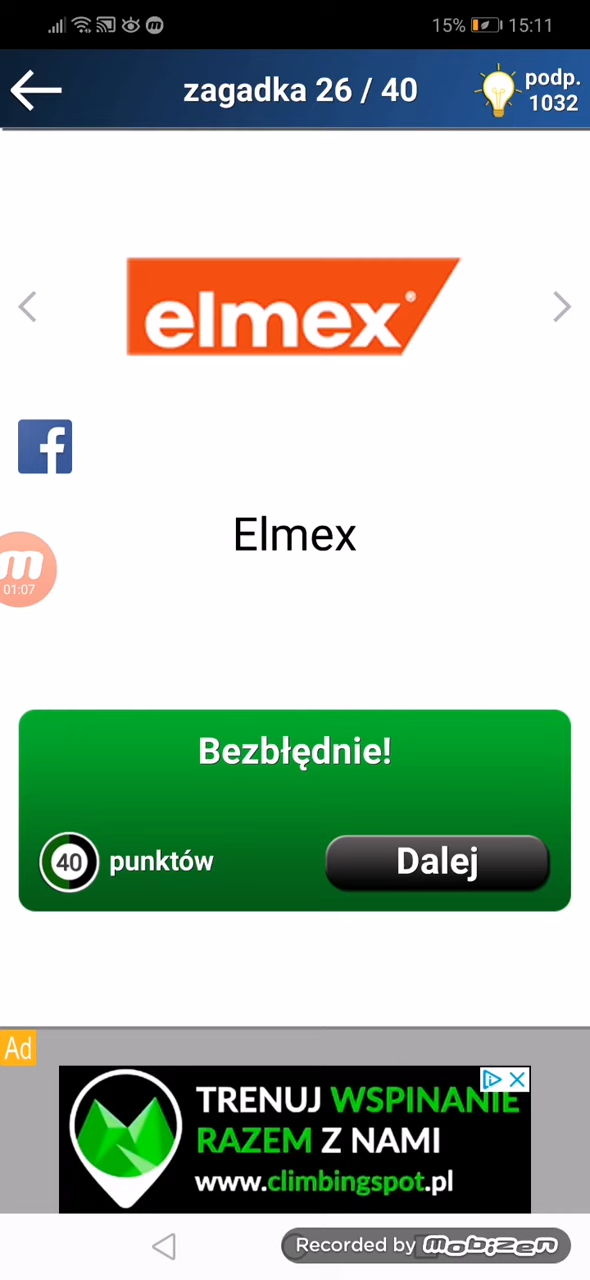 15% 15:11
zagadka 26 / 40
podp.
1032
elmex®
Elmex
01:07
Bezbłędnie!
40 punktów
Dalej
Ad
TRENUJ WSPINANIE
RAZEM Z NAMI
www.climbingspot.pl
Recorded by mobizen